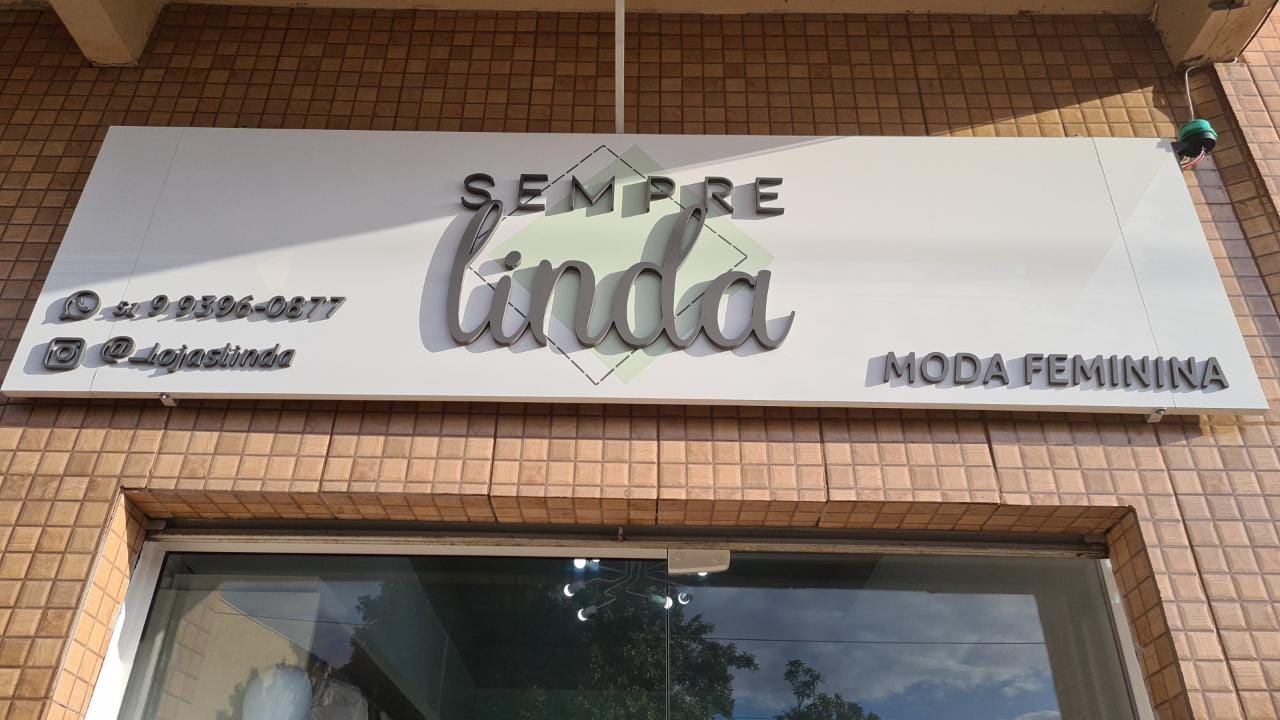 SEMPRE
linda
51 9 9396-0877
@_lojaslinda
MODA FEMININA